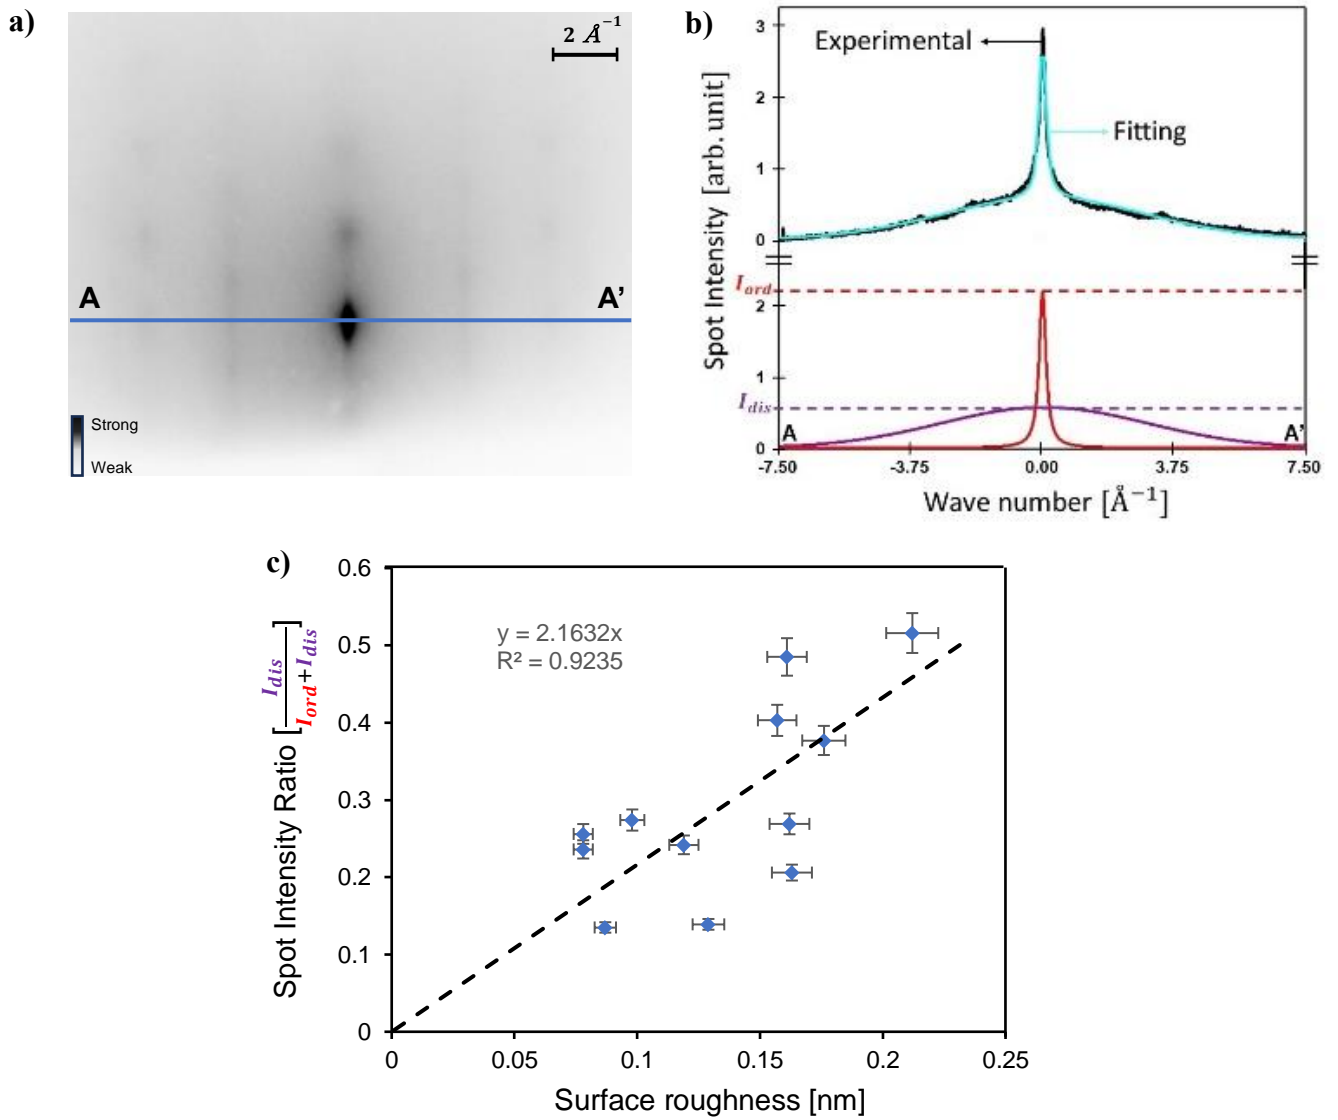 a)
2 Å⁻¹
A A'
Strong
Weak
b)
Spot Intensity [arb. unit]
3
2
1
0
Experimental
Fitting
I_ord
2
1
I_dis
0
A A'
-7.50 -3.75 0.00 3.75 7.50
Wave number [Å⁻¹]
c)
Spot Intensity Ratio [I_dis / I_ord + I_dis]
0.6
0.5
0.4
0.3
0.2
0.1
0
y = 2.1632x
R² = 0.9235
0 0.05 0.1 0.15 0.2 0.25
Surface roughness [nm]